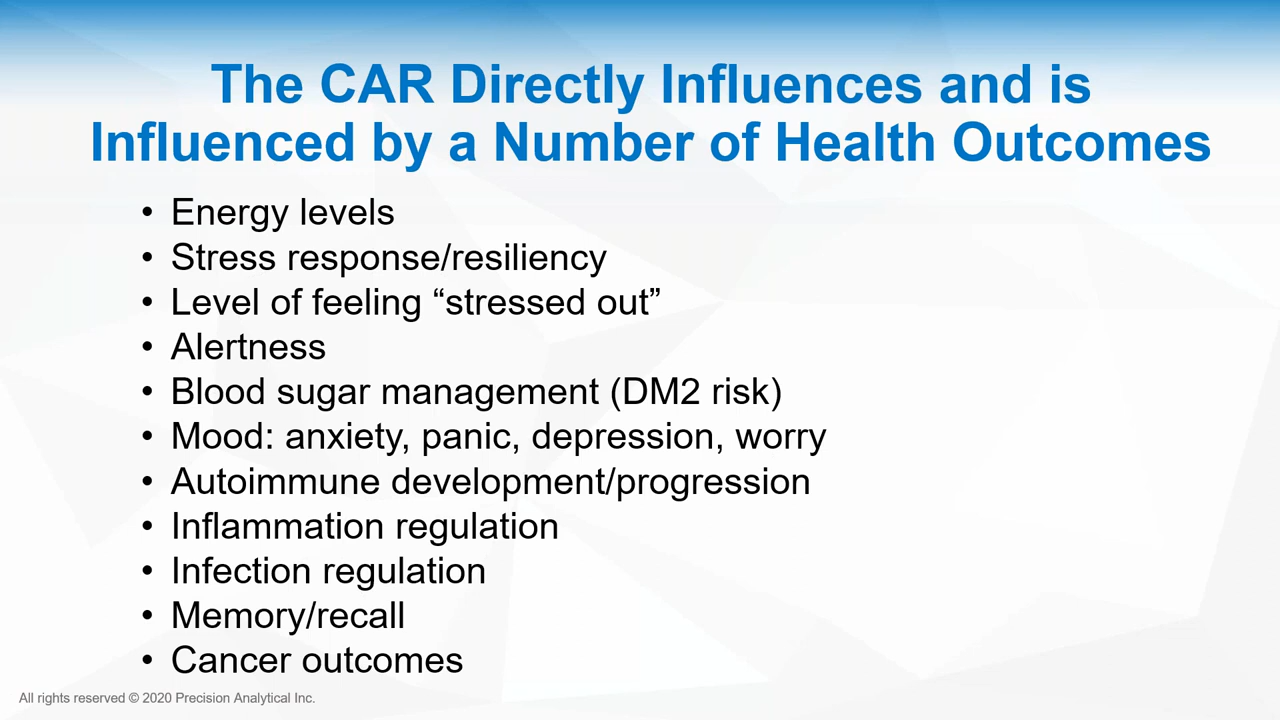 The CAR Directly Influences and is
Influenced by a Number of Health Outcomes
• Energy levels
• Stress response/resiliency
• Level of feeling “stressed out”
• Alertness
• Blood sugar management (DM2 risk)
• Mood: anxiety, panic, depression, worry
• Autoimmune development/progression
• Inflammation regulation
• Infection regulation
• Memory/recall
• Cancer outcomes
All rights reserved © 2020 Precision Analytical Inc.